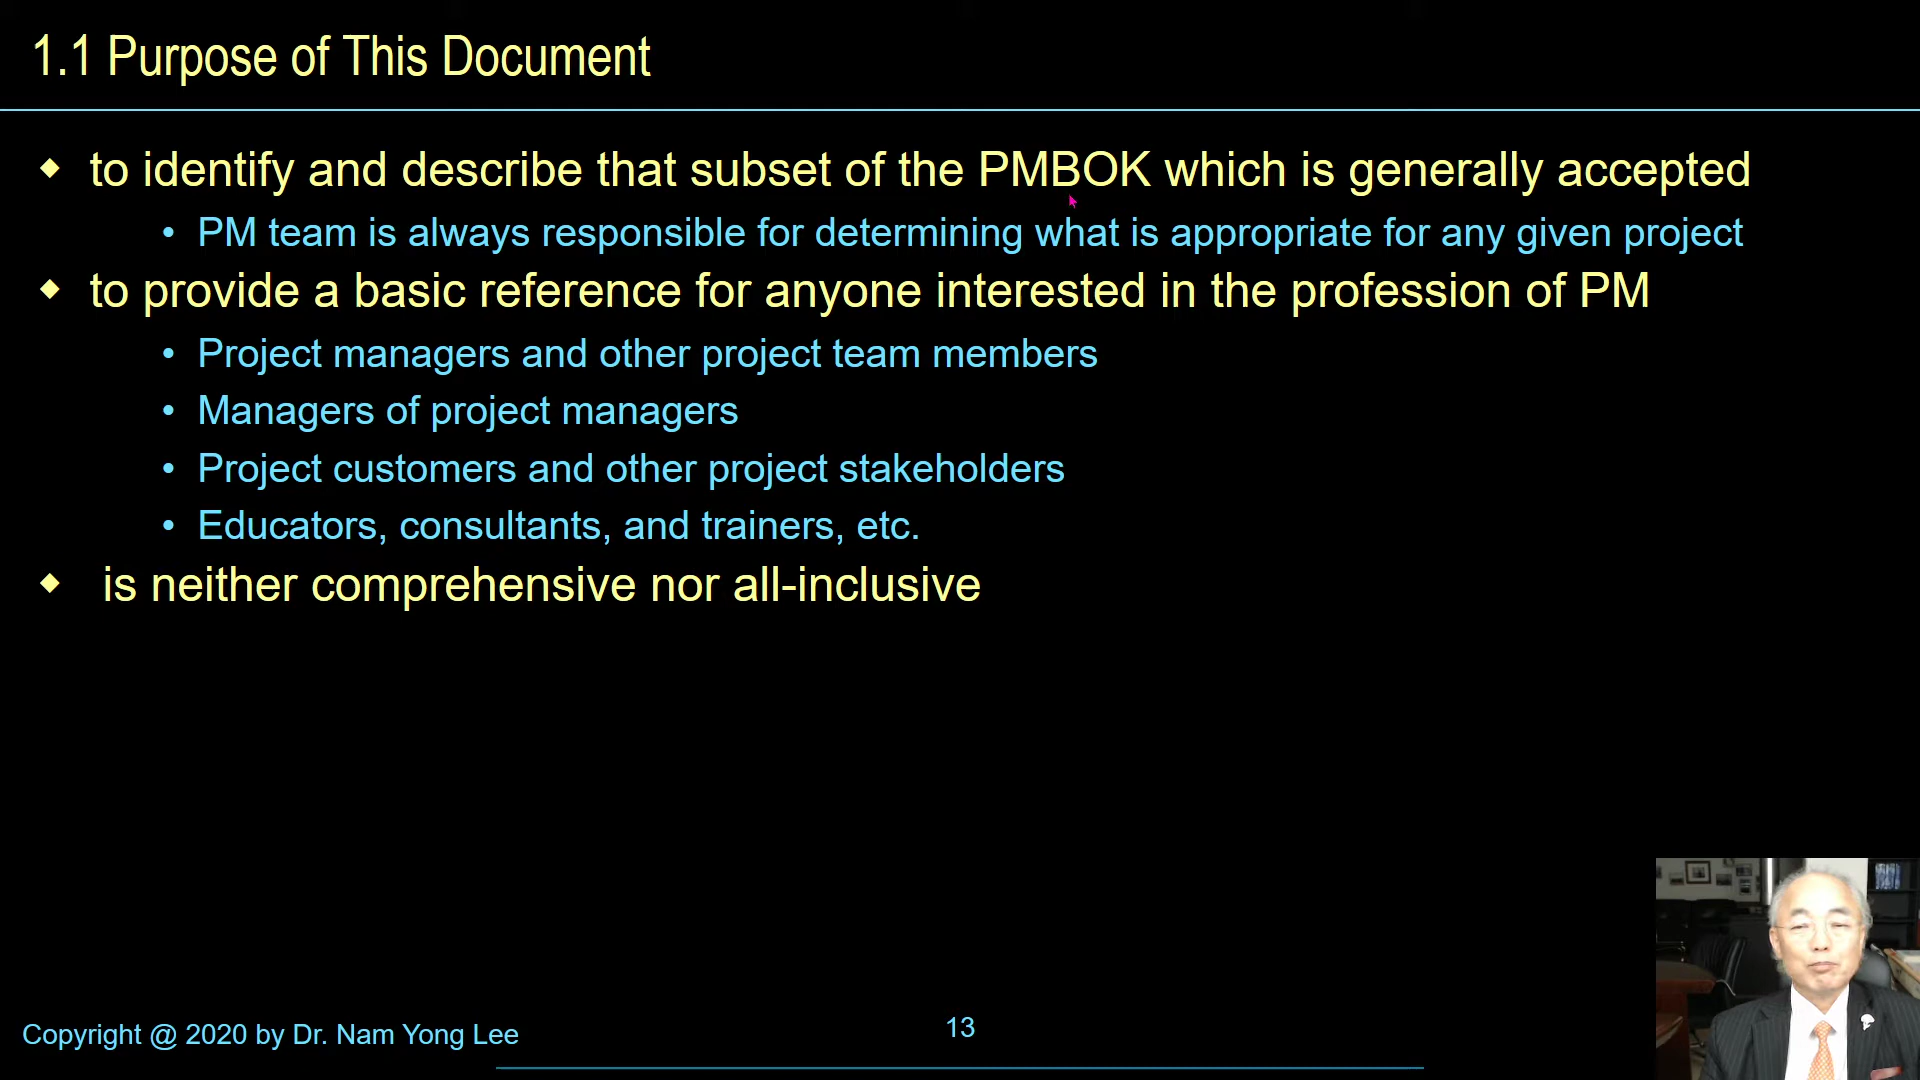 1.1 Purpose of This Document
to identify and describe that subset of the PMBOK which is generally accepted
PM team is always responsible for determining what is appropriate for any given project
to provide a basic reference for anyone interested in the profession of PM
Project managers and other project team members
Managers of project managers
Project customers and other project stakeholders
Educators, consultants, and trainers, etc.
is neither comprehensive nor all-inclusive
Copyright @ 2020 by Dr. Nam Yong Lee
13